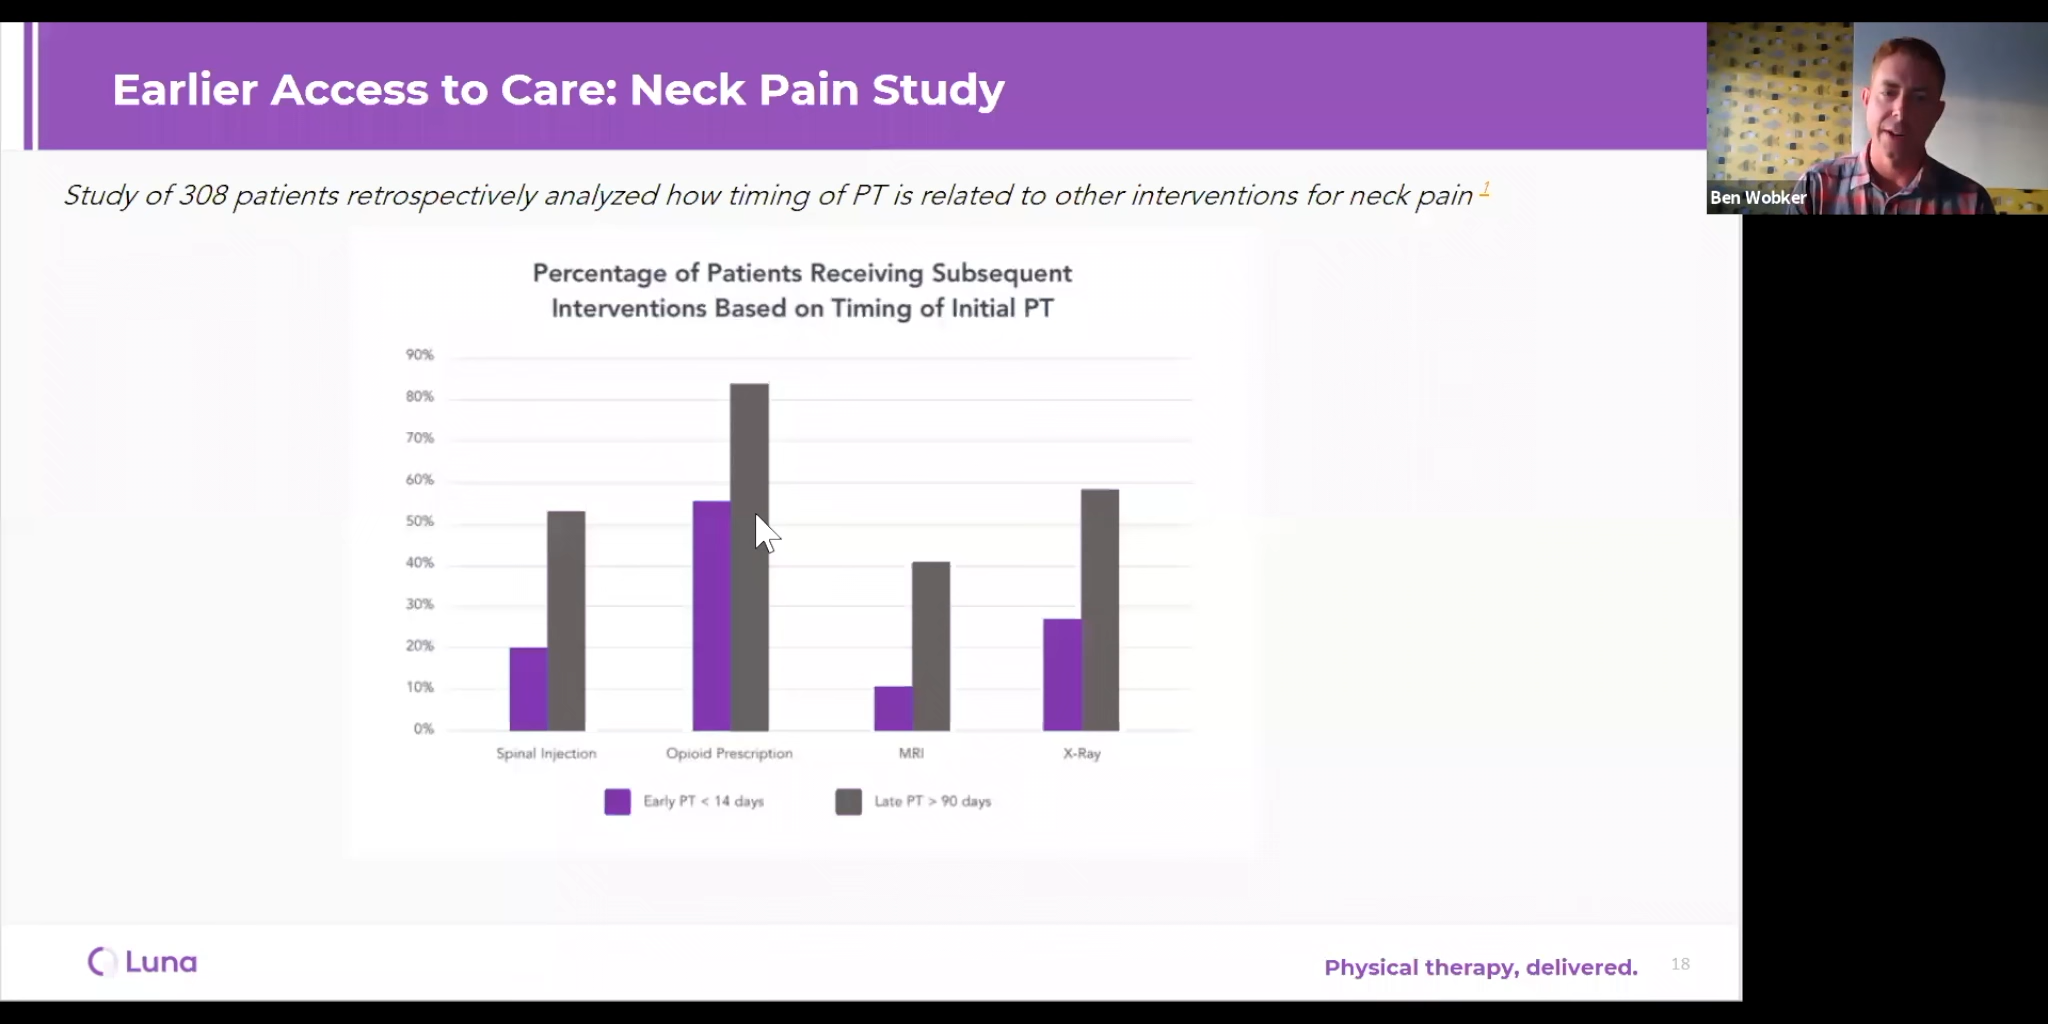 Earlier Access to Care: Neck Pain Study
Ben Wobker
Study of 308 patients retrospectively analyzed how timing of PT is related to other interventions for neck pain 1
Percentage of Patients Receiving Subsequent
Interventions Based on Timing of Initial PT
90%
80%
70%
60%
50%
40%
30%
20%
10%
0%
Spinal Injection Opioid Prescription MRI X-Ray
Early PT < 14 days Late PT > 90 days
Luna
Physical therapy, delivered. 18